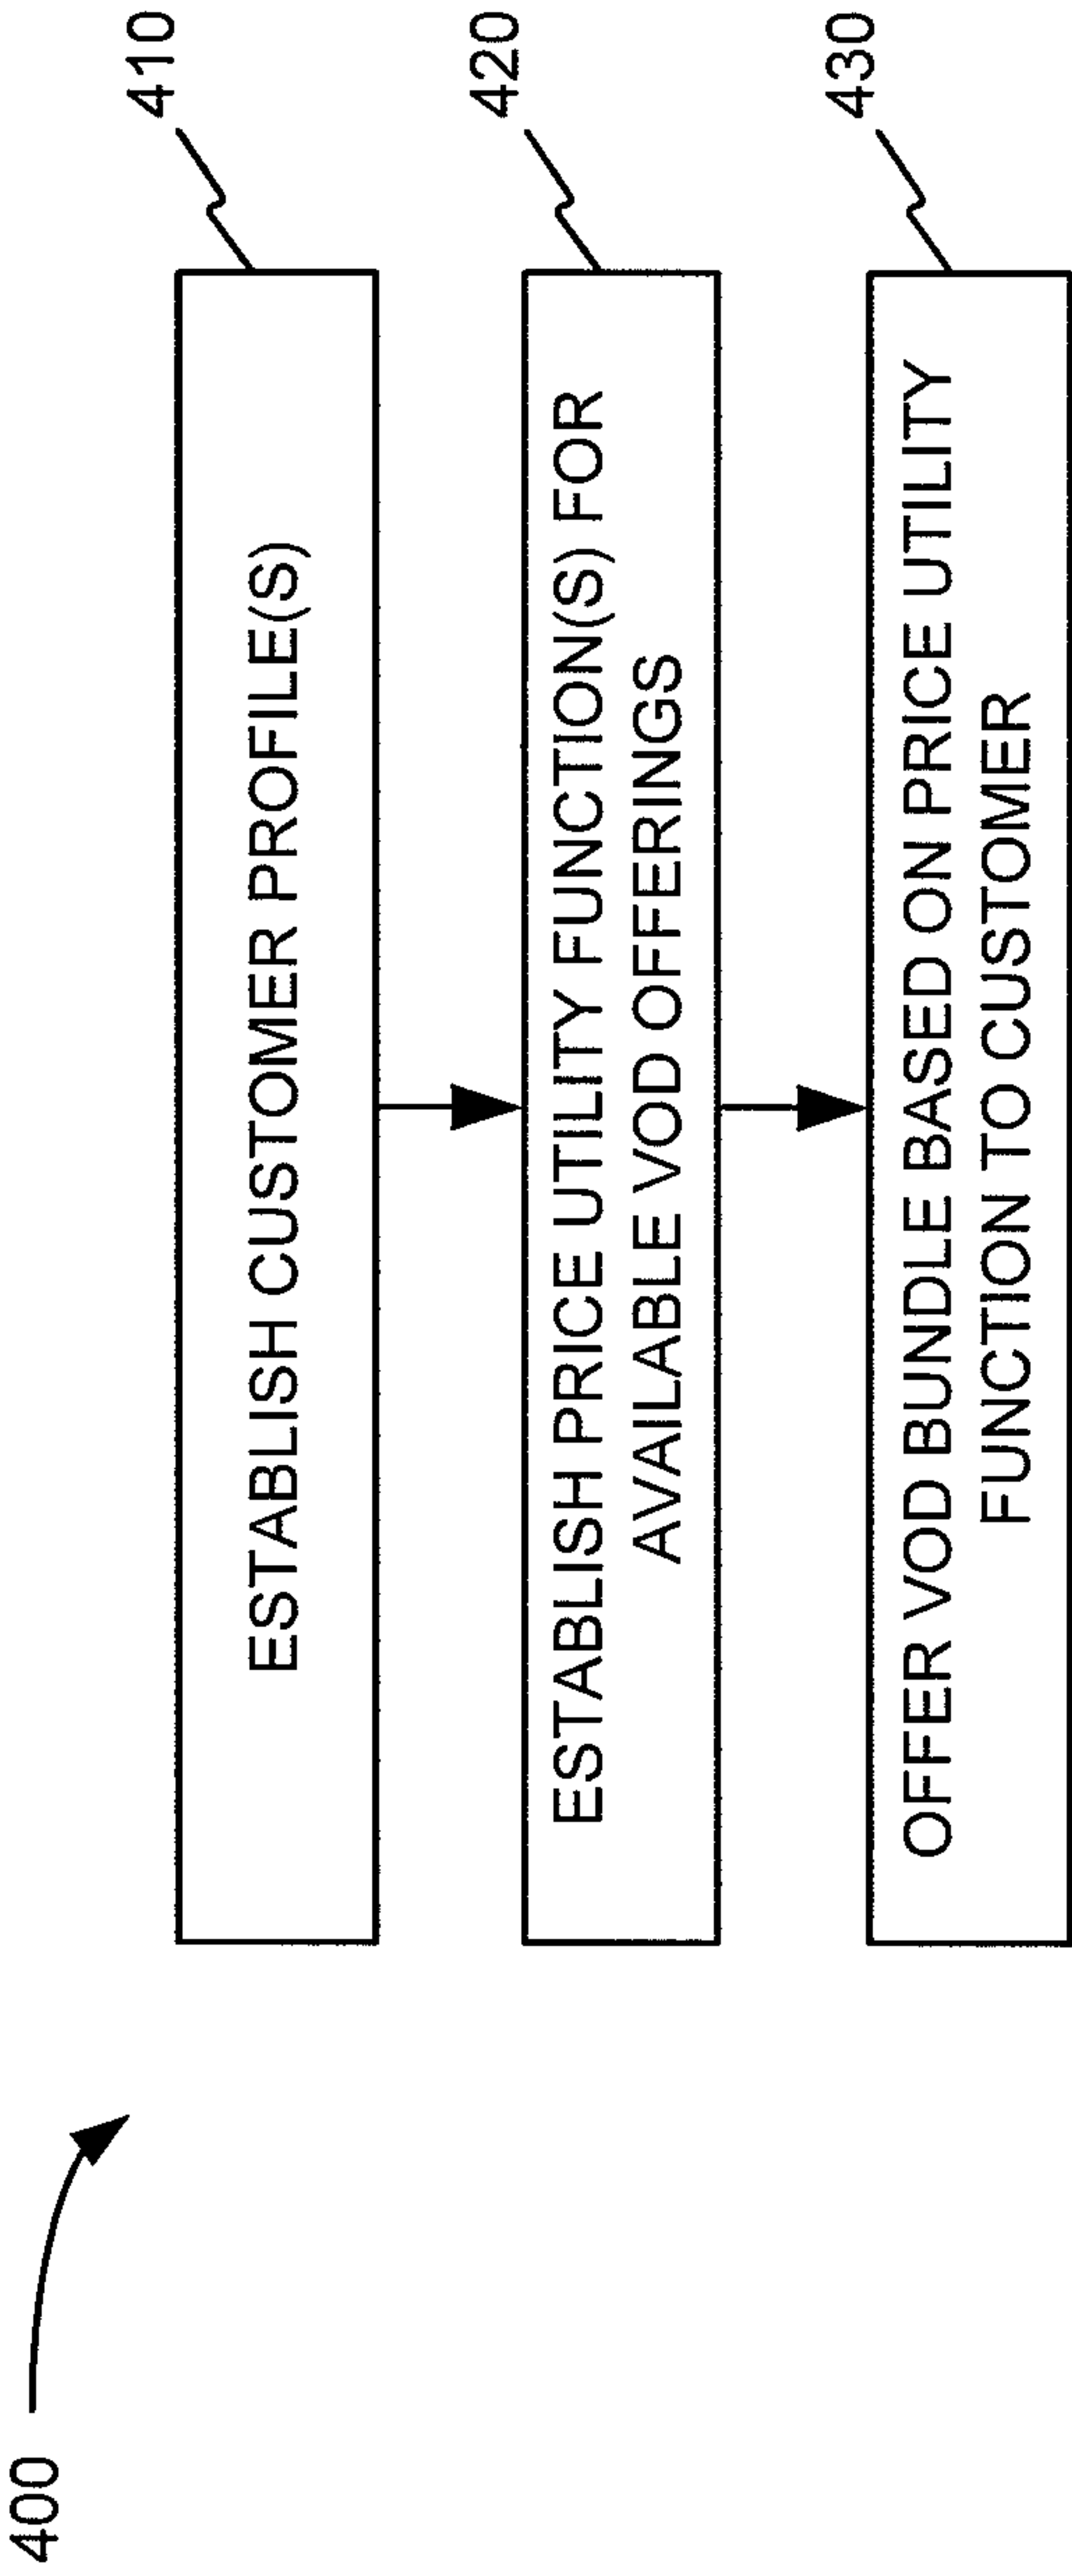 400
410
ESTABLISH CUSTOMER PROFILE(S)
420
ESTABLISH PRICE UTILITY FUNCTION(S) FOR
AVAILABLE VOD OFFERINGS
430
OFFER VOD BUNDLE BASED ON PRICE UTILITY
FUNCTION TO CUSTOMER